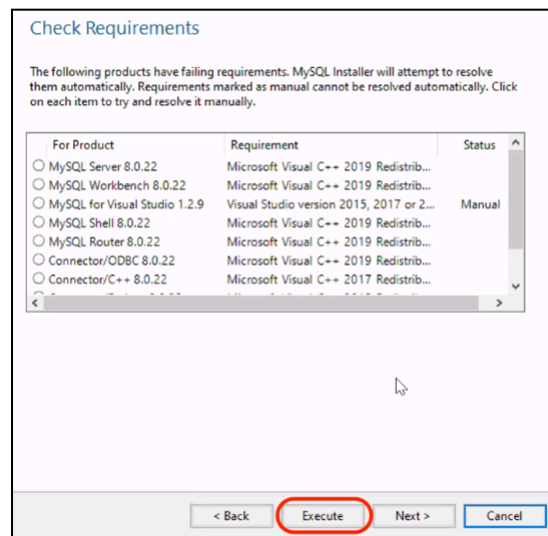 Check Requirements
The following products have failing requirements. MySQL Installer will attempt to resolve
them automatically. Requirements marked as manual cannot be resolved automatically. Click
on each item to try and resolve it manually.
For Product Requirement Status
MySQL Server 8.0.22 Microsoft Visual C++ 2019 Redistrib...
MySQL Workbench 8.0.22 Microsoft Visual C++ 2019 Redistrib...
MySQL for Visual Studio 1.2.9 Visual Studio version 2015, 2017 or 2... Manual
MySQL Shell 8.0.22 Microsoft Visual C++ 2019 Redistrib...
MySQL Router 8.0.22 Microsoft Visual C++ 2019 Redistrib...
Connector/ODBC 8.0.22 Microsoft Visual C++ 2019 Redistrib...
Connector/C++ 8.0.22 Microsoft Visual C++ 2017 Redistrib...
< Back Execute Next > Cancel